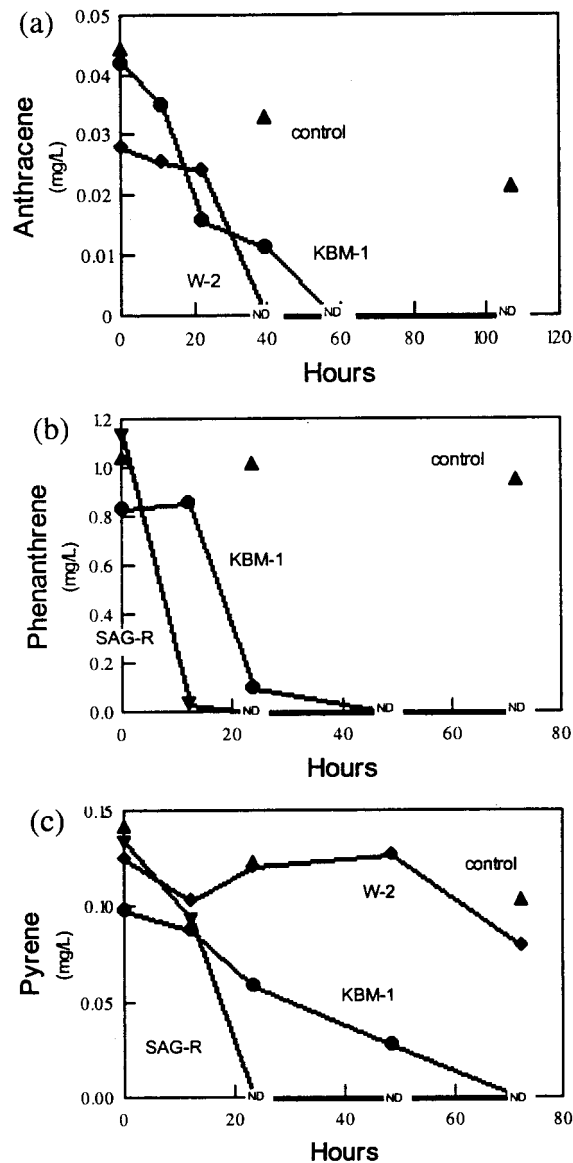 (a)
0.05
0.04
0.03
0.02
0.01
0
Anthracene
(mg/L)
control
KBM-1
W-2
ND
ND
ND
0
20
40
60
80
100
120
Hours
(b)
1.2
1.0
0.8
0.6
0.4
0.2
0.0
Phenanthrene
(mg/L)
control
KBM-1
SAG-R
ND
ND
ND
0
20
40
60
80
Hours
(c)
0.15
0.10
0.05
0.00
Pyrene
(mg/L)
control
W-2
KBM-1
SAG-R
ND
ND
ND
0
20
40
60
80
Hours